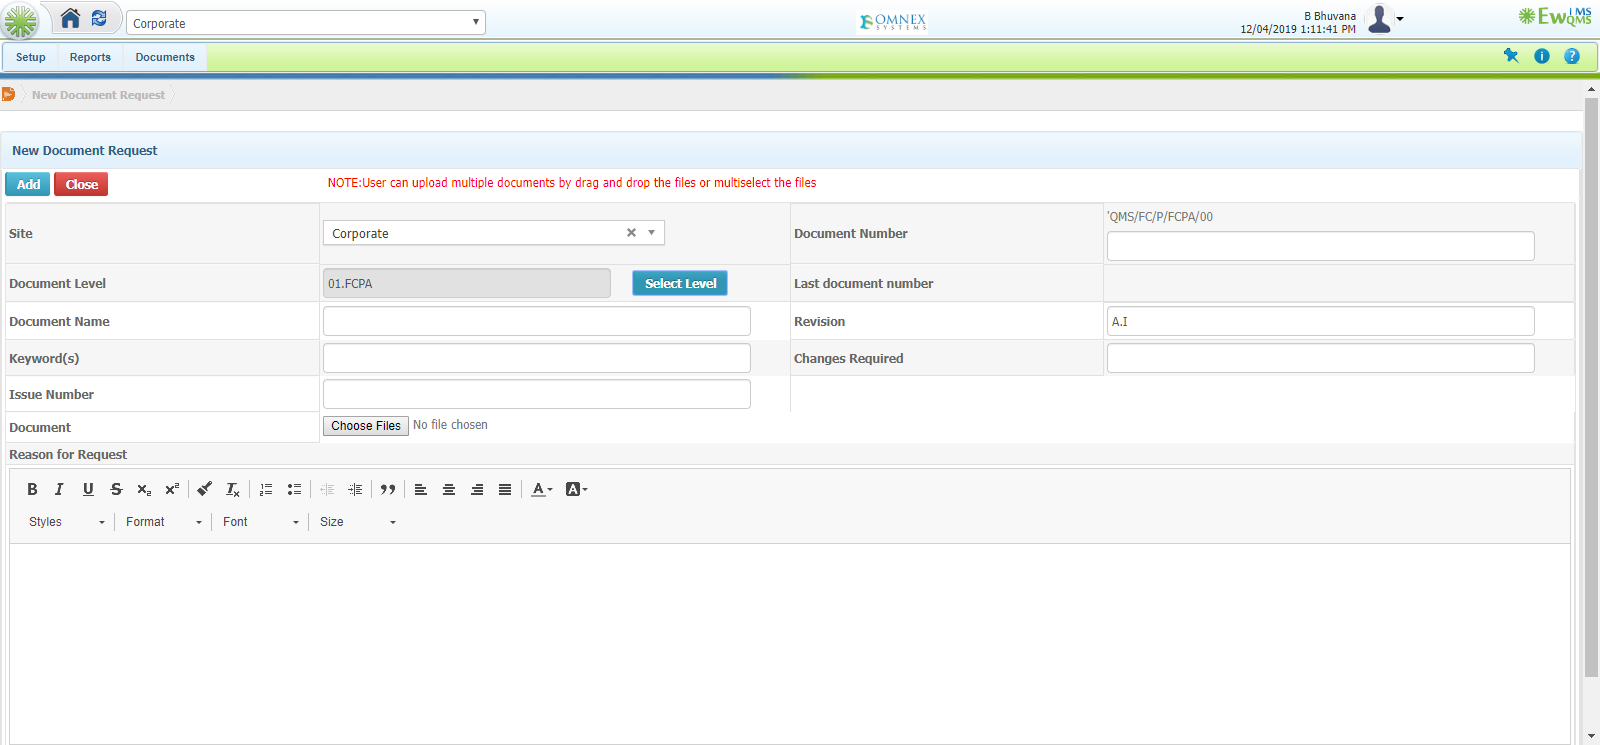 Corporate
OMNEX
SYSTEMS
B Bhuvana
12/04/2019 1:11:41 PM
EwQIMS
QMS
Setup
Reports
Documents
New Document Request
New Document Request
Add
Close
NOTE:User can upload multiple documents by drag and drop the files or multiselect the files
Site
Corporate
Document Number
'QMS/FC/P/FCPA/00
Document Level
01.FCPA
Select Level
Last document number
Document Name
Revision
A.I
Keyword(s)
Changes Required
Issue Number
Document
Choose Files
No file chosen
Reason for Request
Styles
Format
Font
Size